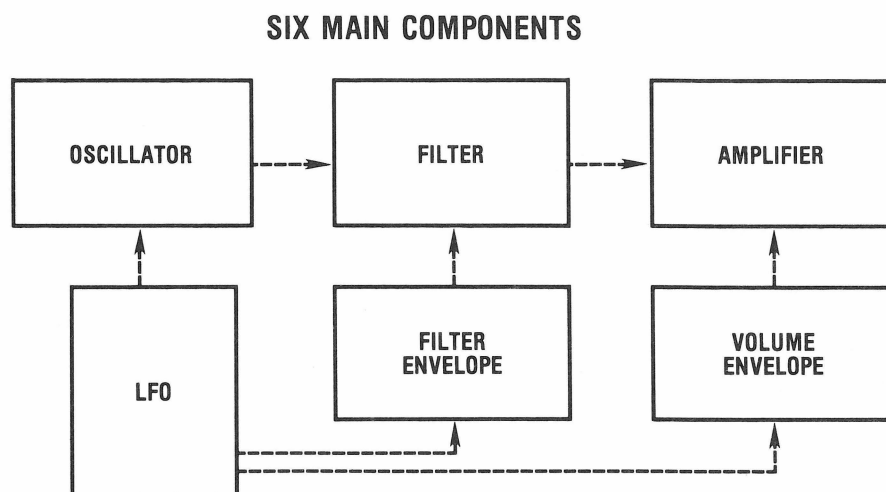 SIX MAIN COMPONENTS
OSCILLATOR
FILTER
AMPLIFIER
LFO
FILTER
ENVELOPE
VOLUME
ENVELOPE